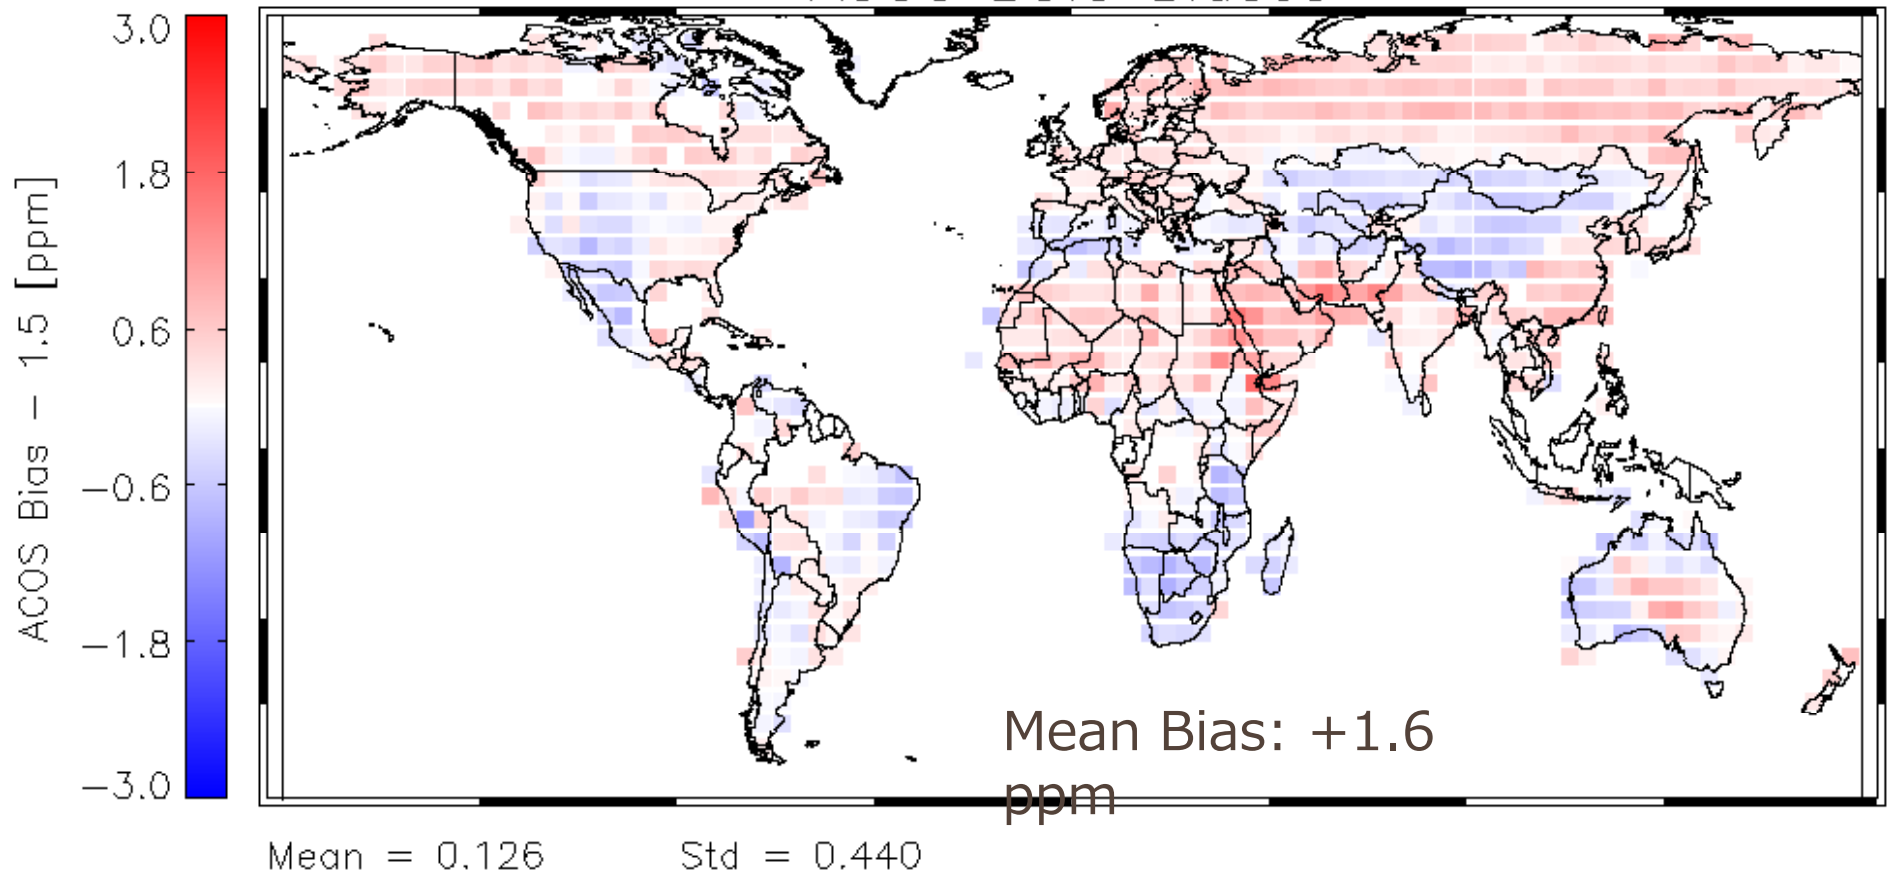 3.0
1.8
0.6
−0.6
−1.8
−3.0
ACOS Bias − 1.5 [ppm]
Mean Bias: +1.6
ppm
Mean = 0.126 Std = 0.440